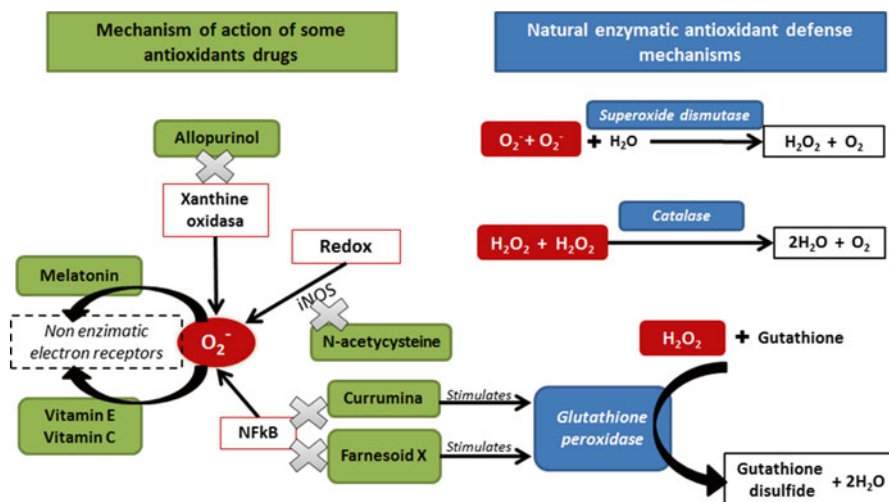 Mechanism of action of some
antioxidants drugs
Natural enzymatic antioxidant defense
mechanisms
Allopurinol
Xanthine
oxidasa
Redox
iNOS
Melatonin
Non enzimatic
electron receptors
O₂⁻
N-acetycysteine
Vitamin E
Vitamin C
NFkB
Currumina
Stimulates
Farnesoid X
Stimulates
Superoxide dismutase
O₂⁻+ O₂⁻
+ H₂O
H₂O₂ + O₂
Catalase
H₂O₂ + H₂O₂
2H₂O + O₂
H₂O₂
+ Gutathione
Glutathione
peroxidase
Gutathione
disulfide + 2H₂O